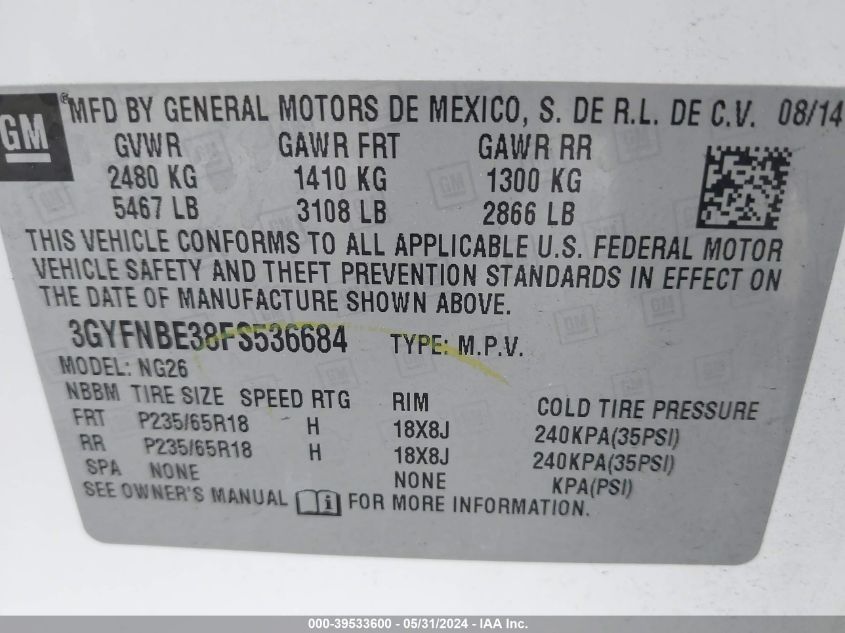 GM
®MFD BY GENERAL MOTORS DE MEXICO, S. DE R.L. DE C.V. 08/14
GVWR GAWR FRT GAWR RR
2480 KG 1410 KG 1300 KG
5467 LB 3108 LB 2866 LB
THIS VEHICLE CONFORMS TO ALL APPLICABLE U.S. FEDERAL MOTOR
VEHICLE SAFETY AND THEFT PREVENTION STANDARDS IN EFFECT ON
THE DATE OF MANUFACTURE SHOWN ABOVE.
3GYFNBE38FS536684 TYPE: M.P.V.
MODEL: NG26
NBBM TIRE SIZE SPEED RTG RIM COLD TIRE PRESSURE
FRT P235/65R18 H 18X8J 240KPA(35PSI)
RR P235/65R18 H 18X8J 240KPA(35PSI)
SPA NONE NONE KPA(PSI)
SEE OWNER'S MANUAL i FOR MORE INFORMATION.
000-39533600 - 05/31/2024 - IAA Inc.